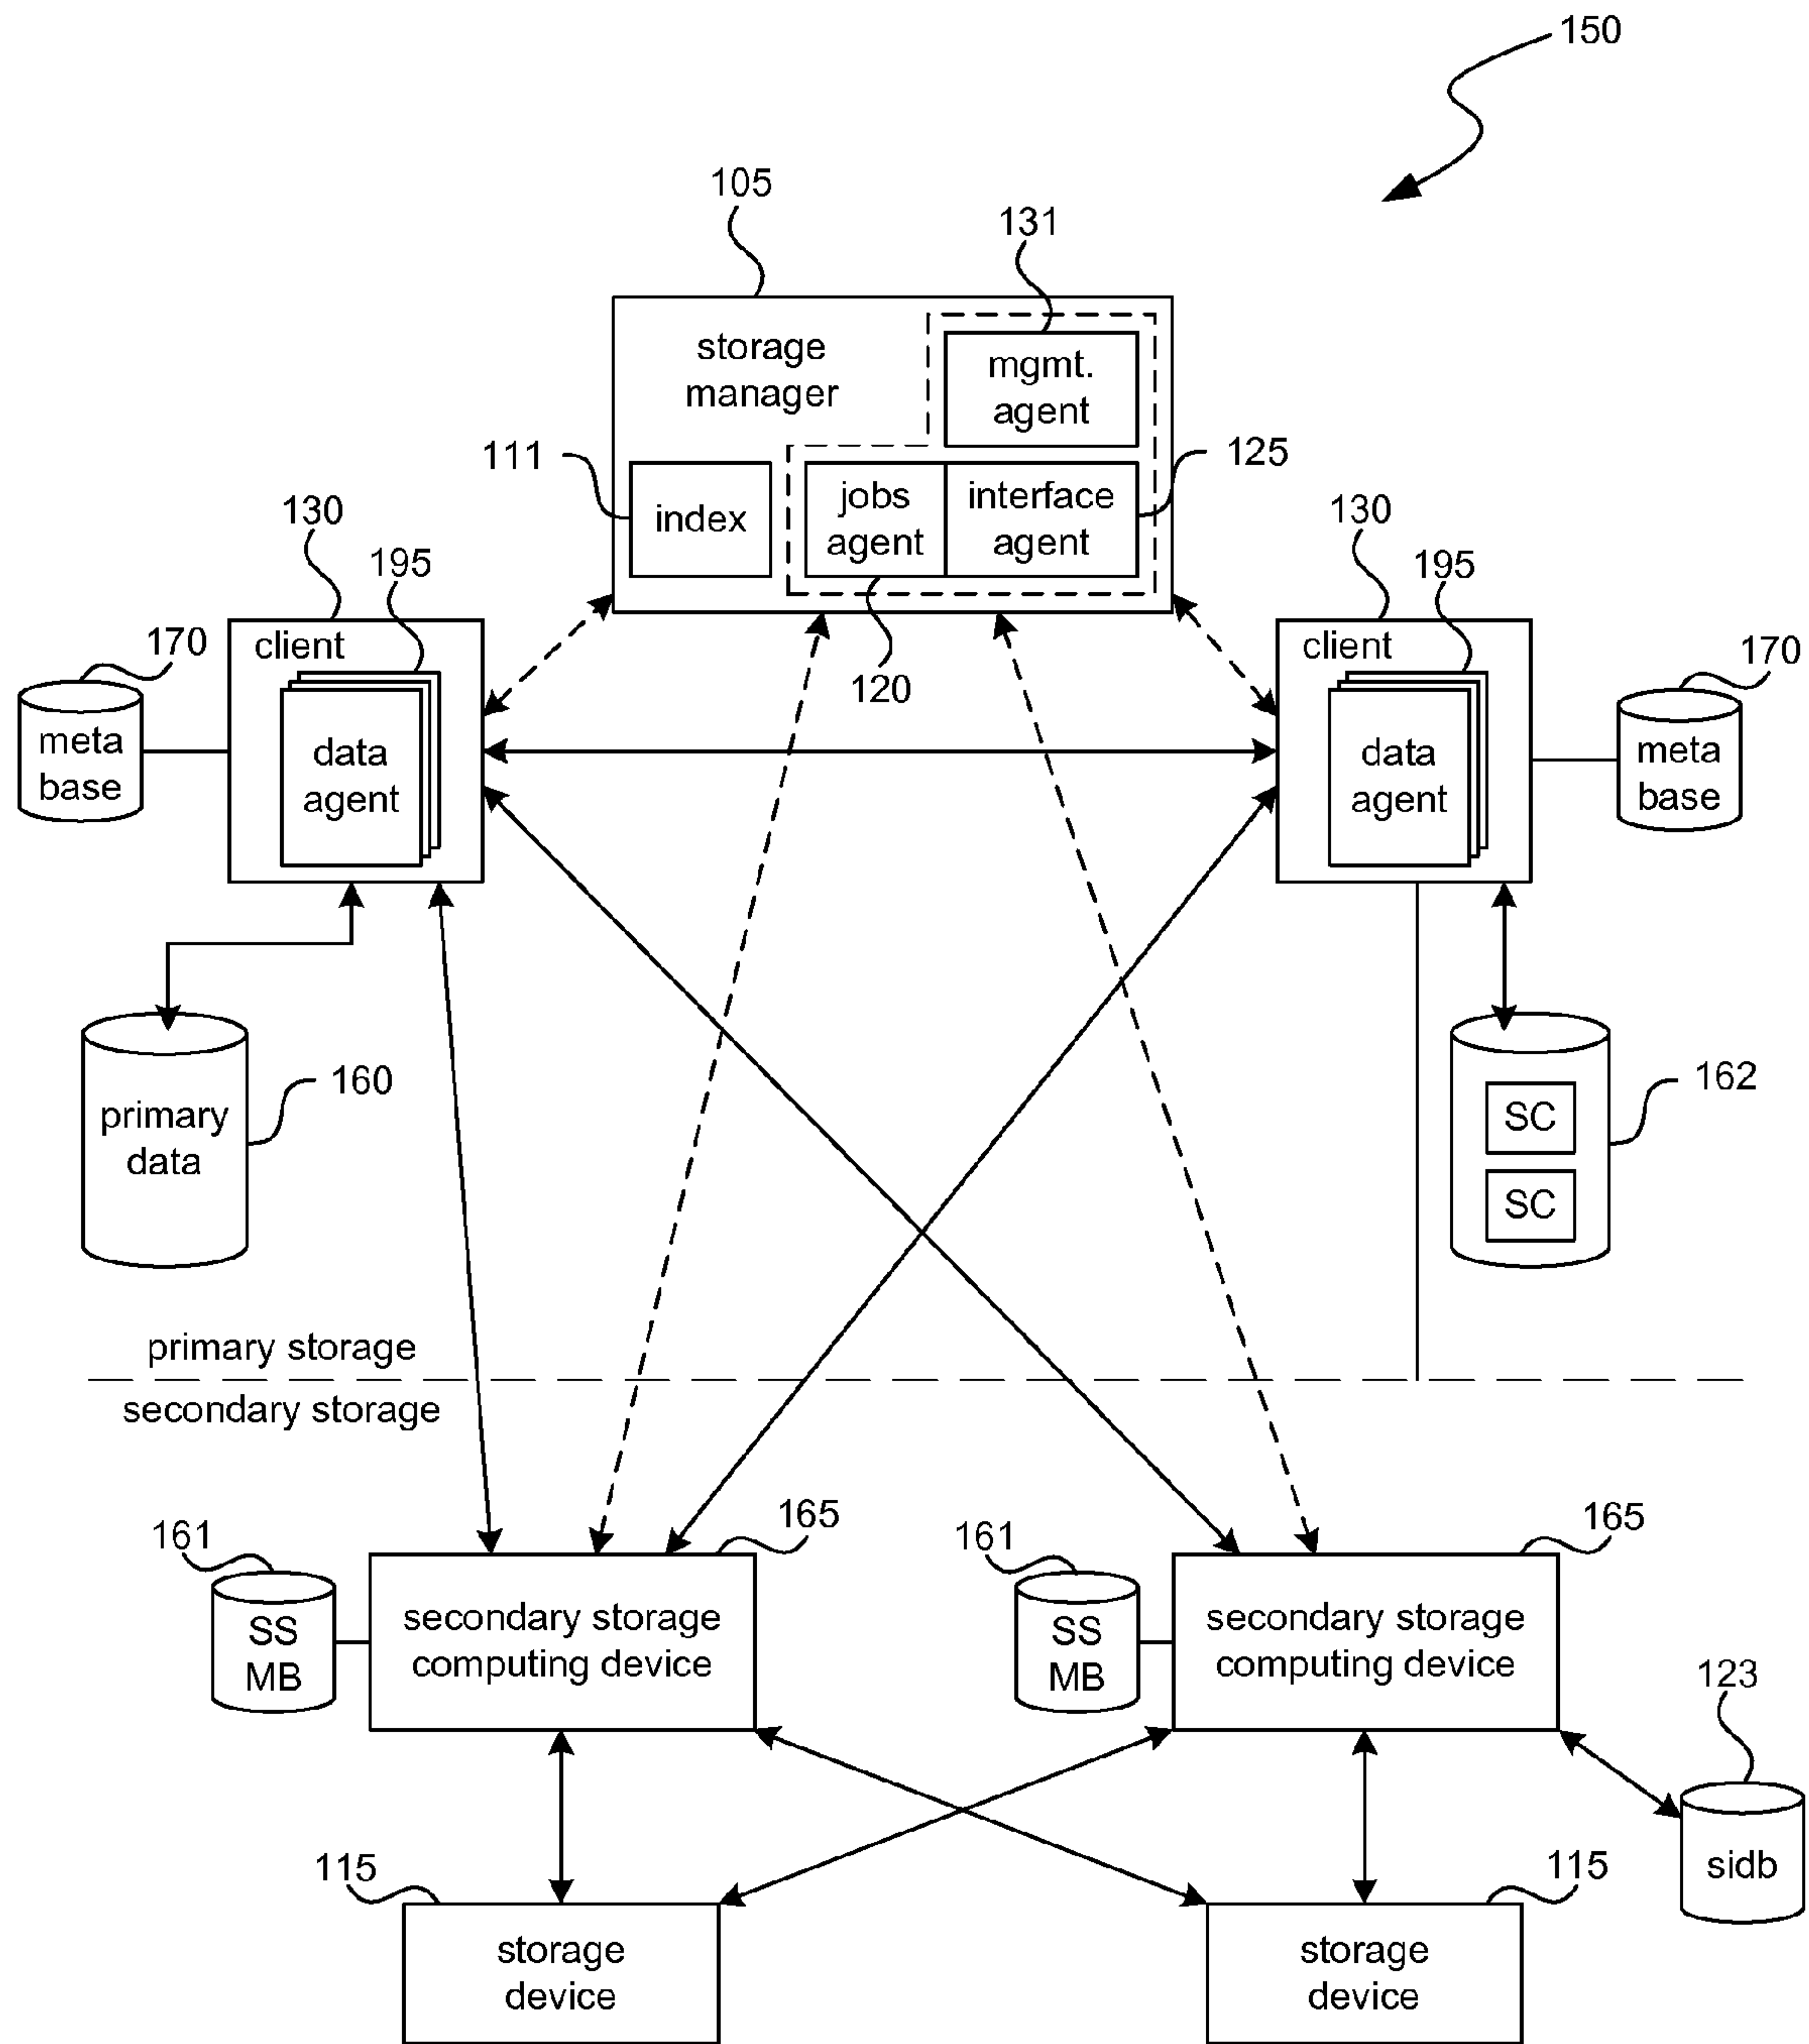 150
105
131
storage
manager
mgmt.
agent
111
125
index
jobs
agent
interface
agent
130
195
130
195
170
client
120
client
170
meta
base
data
agent
data
agent
meta
base
primary
data
160
162
SC
SC
primary storage
secondary storage
161
165
161
165
SS
MB
secondary storage
computing device
SS
MB
secondary storage
computing device
123
115
115
sidb
storage
device
storage
device